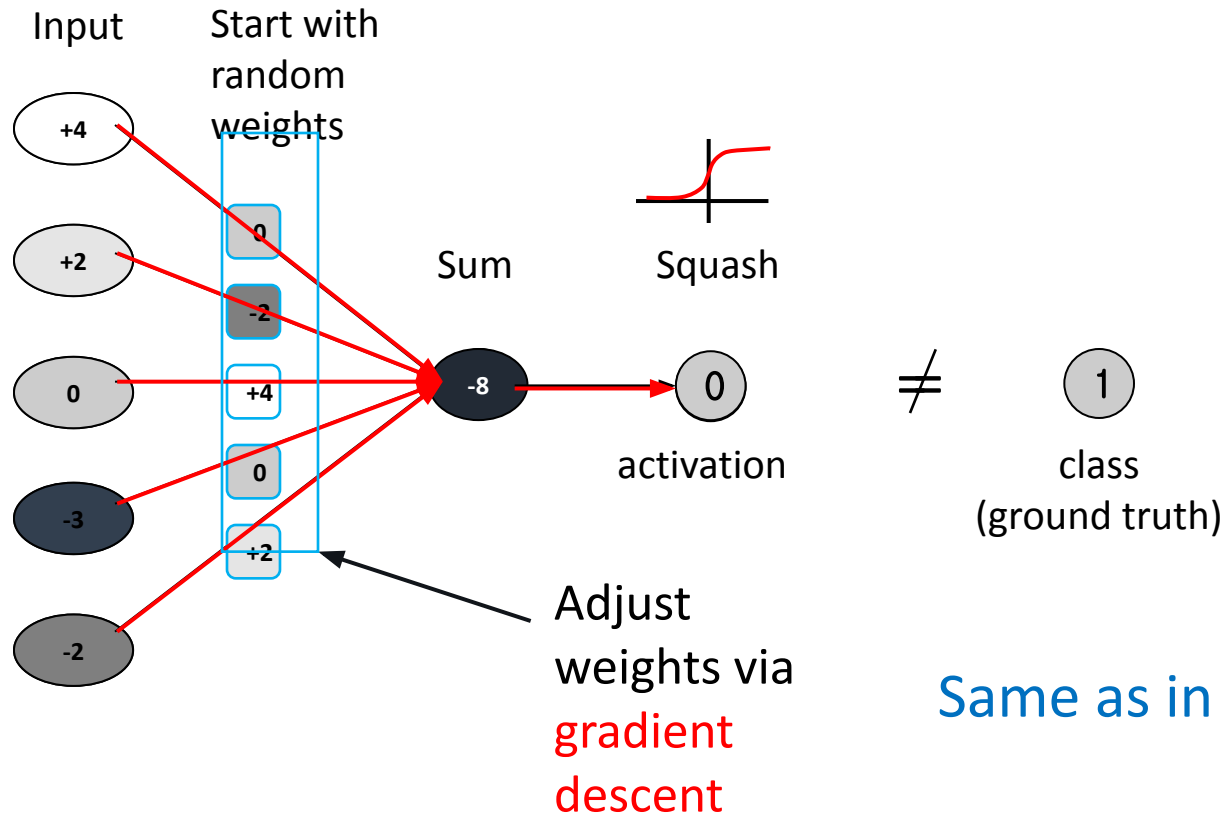 Input
Start with
random
weights
+4
+2
0
-3
-2
0
-2
+4
0
+2
Sum
-8
Squash
0
activation
≠
1
class
(ground truth)
Adjust
weights via
gradient
descent
Same as in